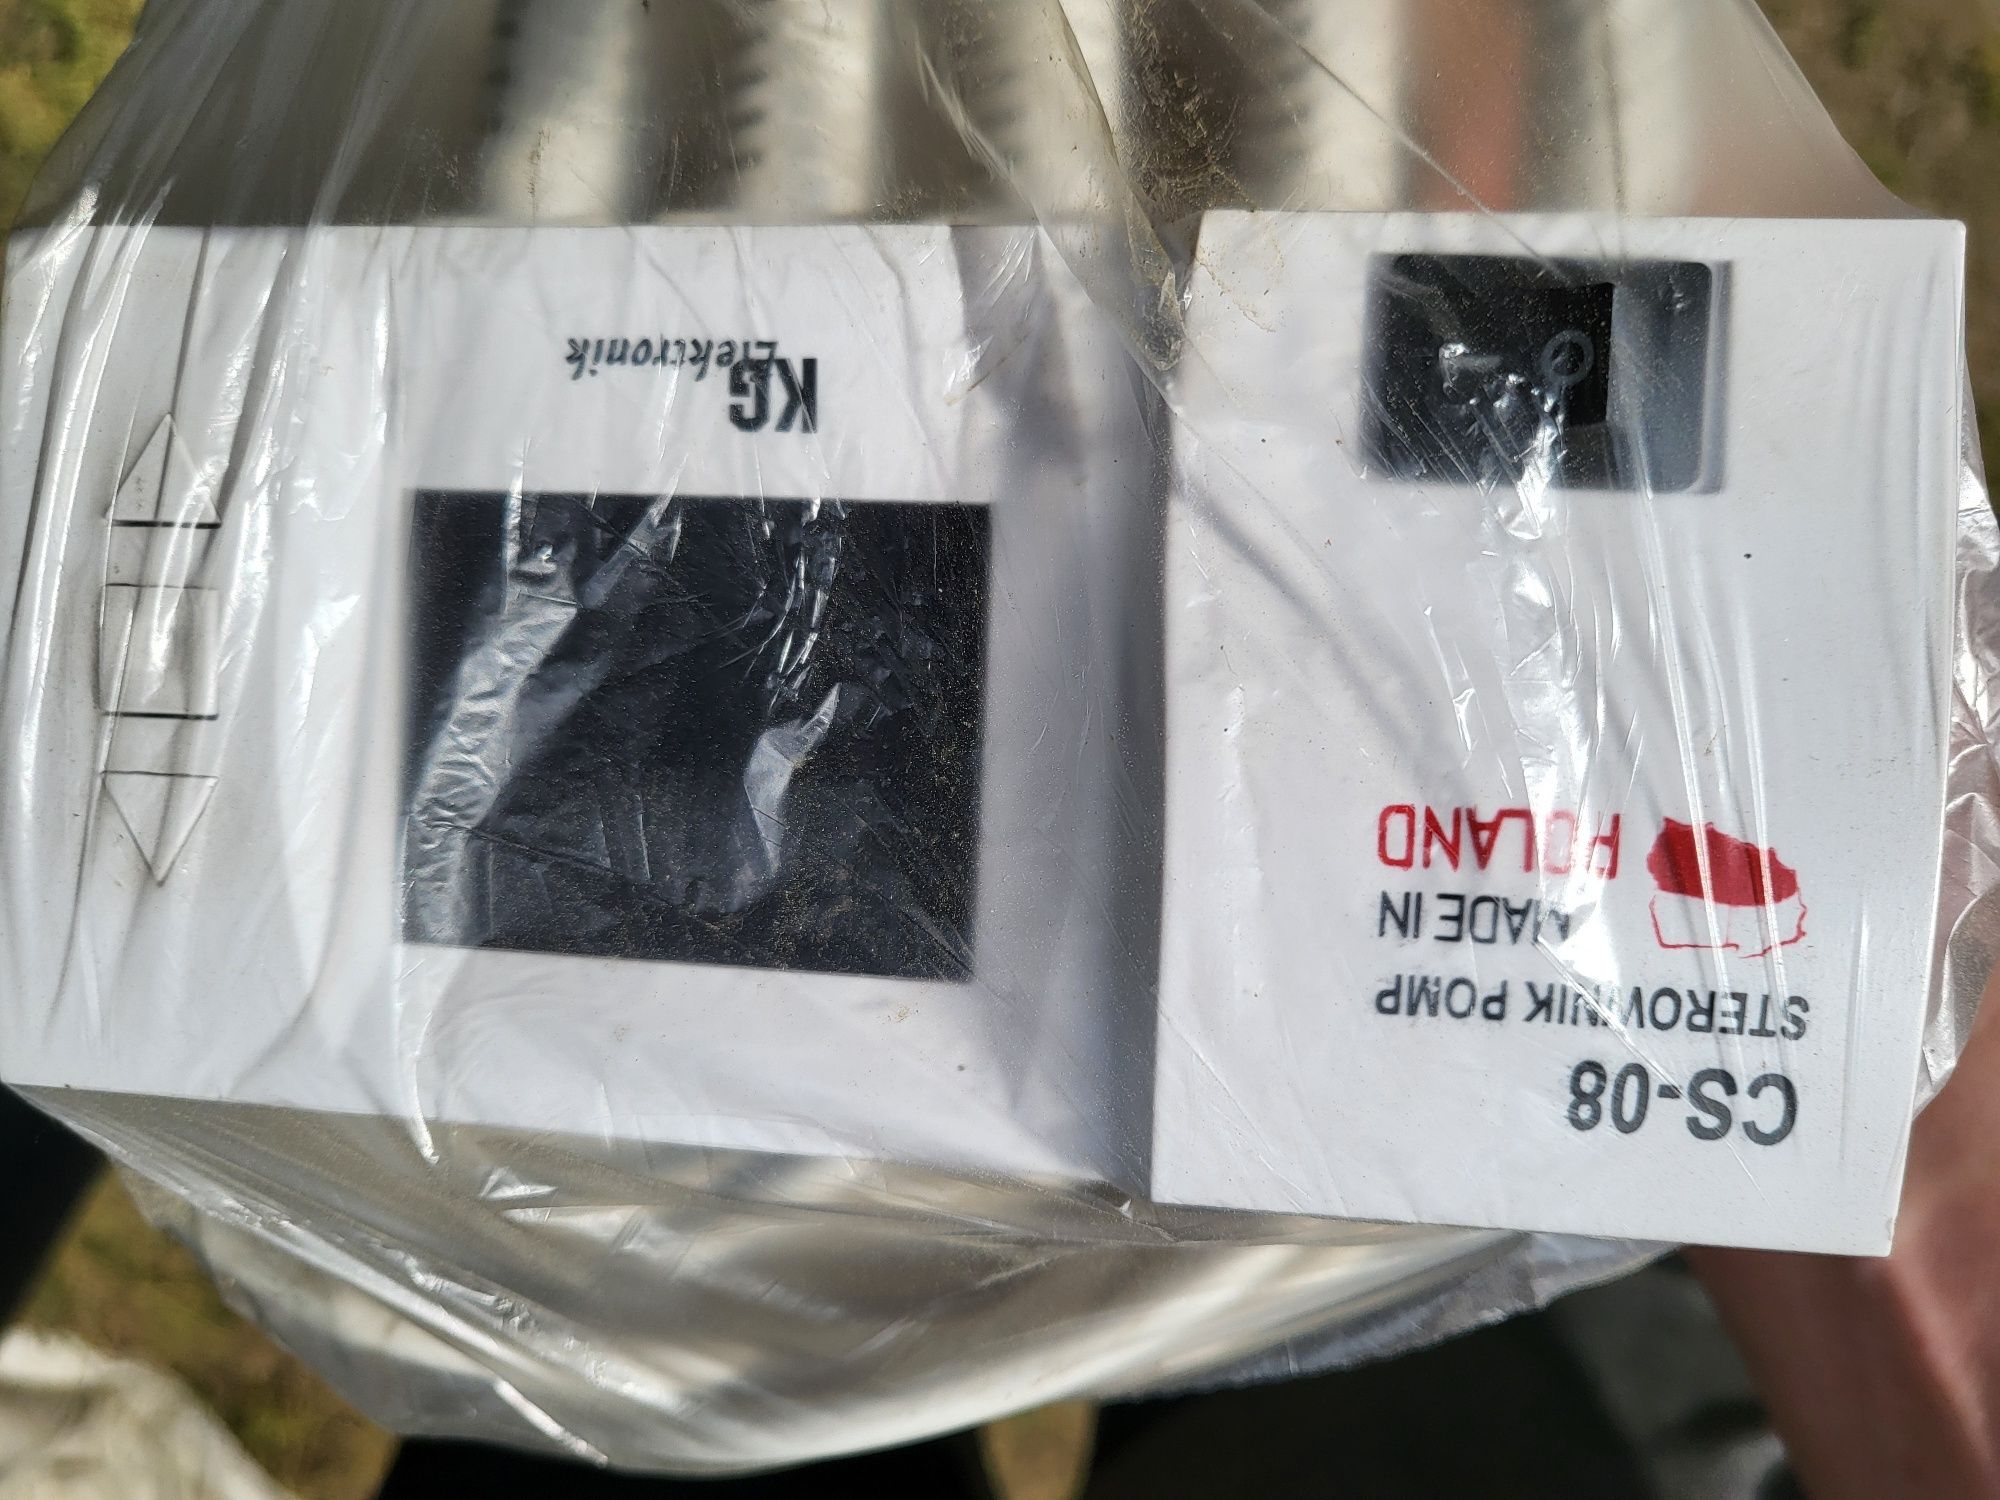 CS-08
STEROWNIK POMP
MADE IN
POLAND
KG
Elektronik